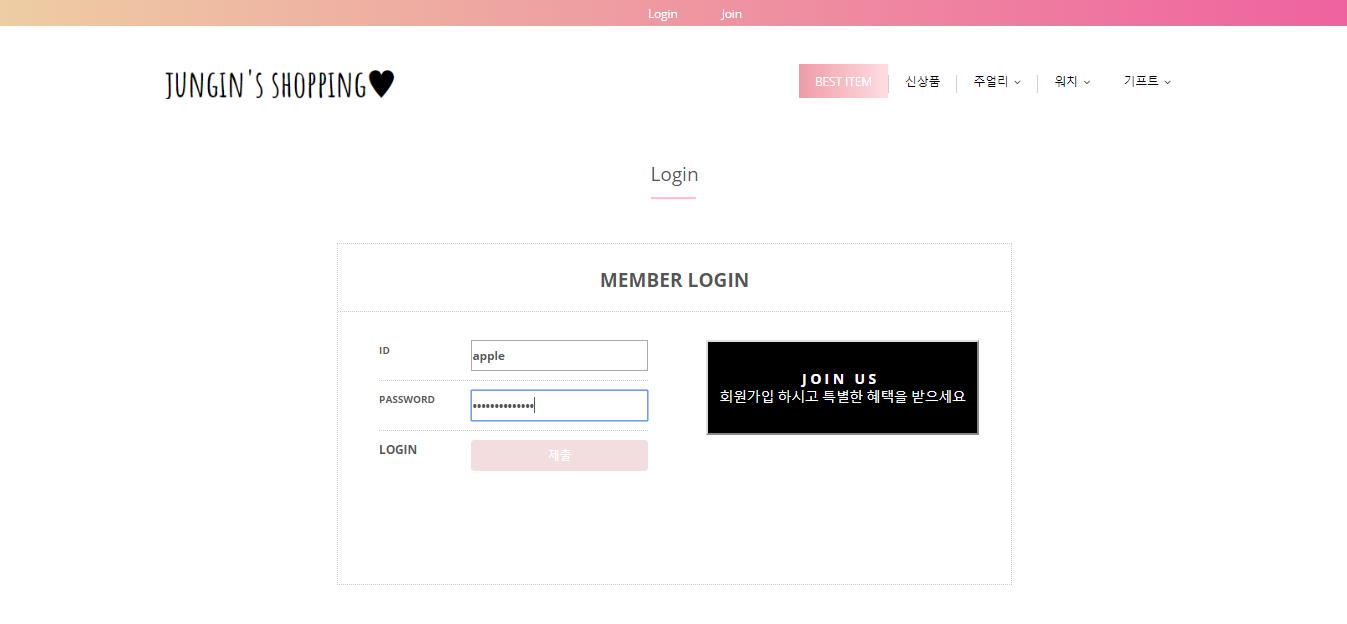 Login Join
JUNGIN'S SHOPPING♥
BEST ITEM 신상품 주얼리 워치 기프트
Login
MEMBER LOGIN
ID apple
PASSWORD ••••••••••••••
LOGIN 제출
JOIN US
회원가입 하시고 특별한 혜택을 받으세요